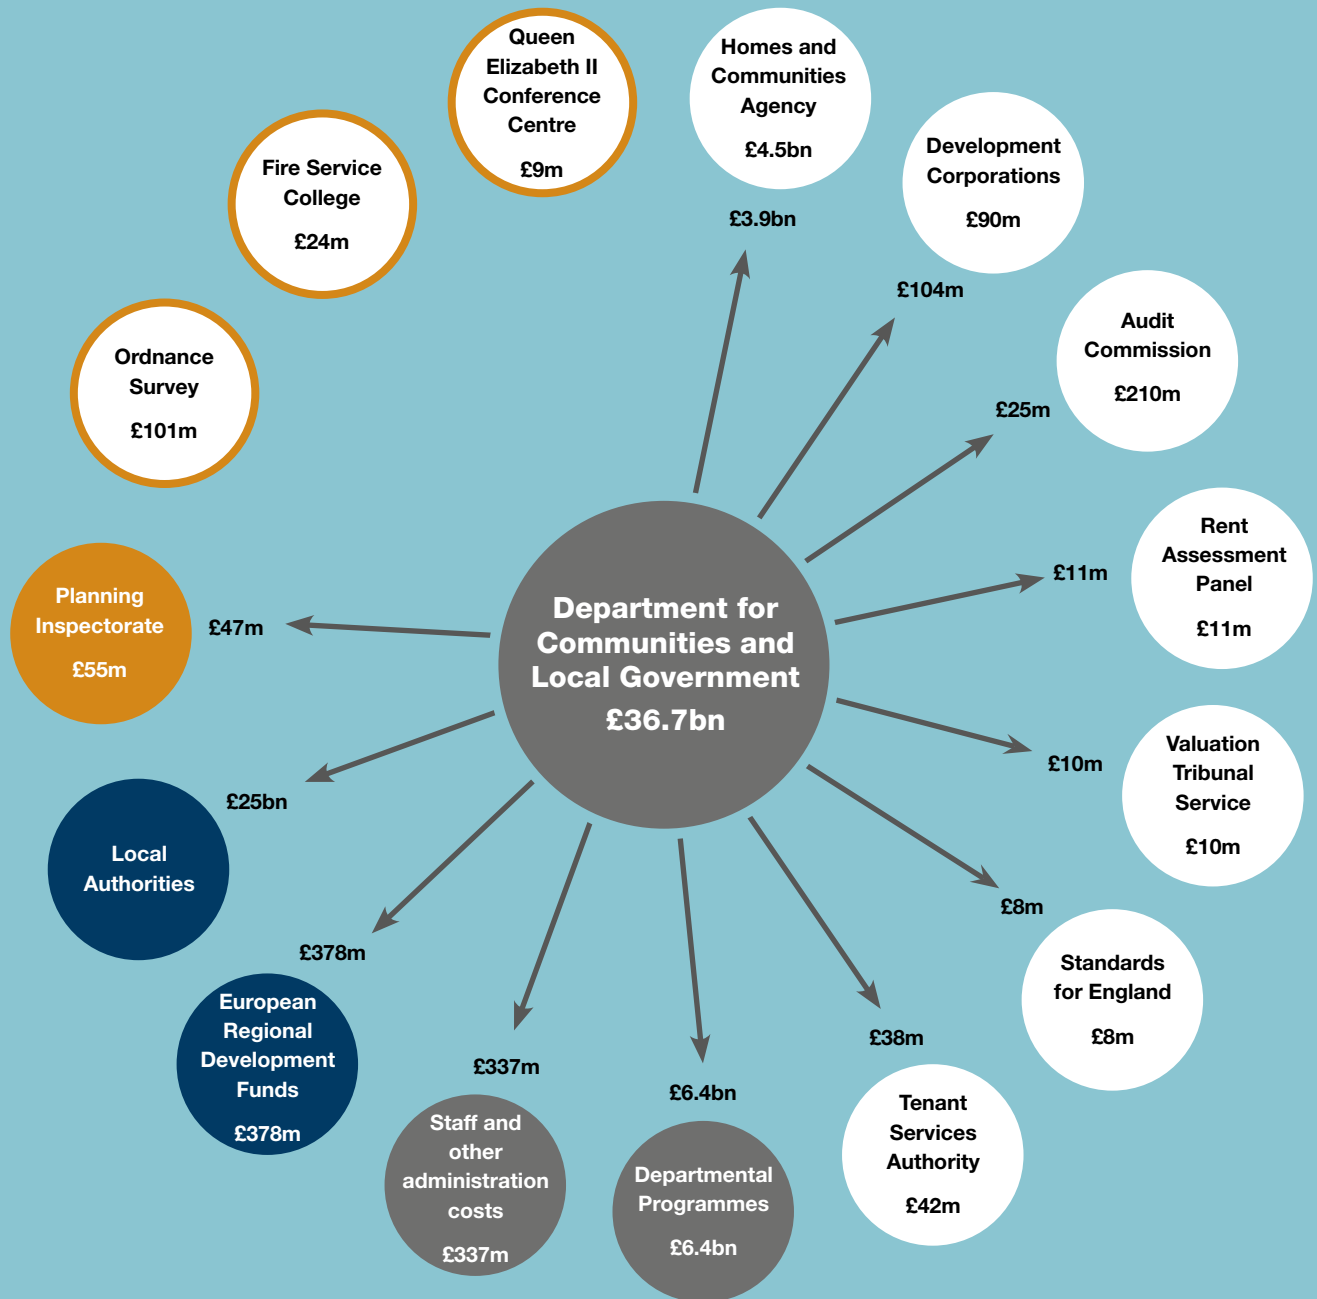 Queen
Elizabeth II
Conference
Centre
£9m
Homes and
Communities
Agency
£4.5bn
£3.9bn
Development
Corporations
£90m
£104m
Audit
Commission
£210m
£25m
Rent
Assessment
Panel
£11m
£11m
Valuation
Tribunal
Service
£10m
£10m
Standards
for England
£8m
£8m
Tenant
Services
Authority
£42m
£38m
Departmental
Programmes
£6.4bn
£6.4bn
Staff and
other
administration
costs
£337m
£337m
European
Regional
Development
Funds
£378m
£378m
Local
Authorities
£25bn
Planning
Inspectorate
£55m
£47m
Ordnance
Survey
£101m
Fire Service
College
£24m
Department for
Communities and
Local Government
£36.7bn